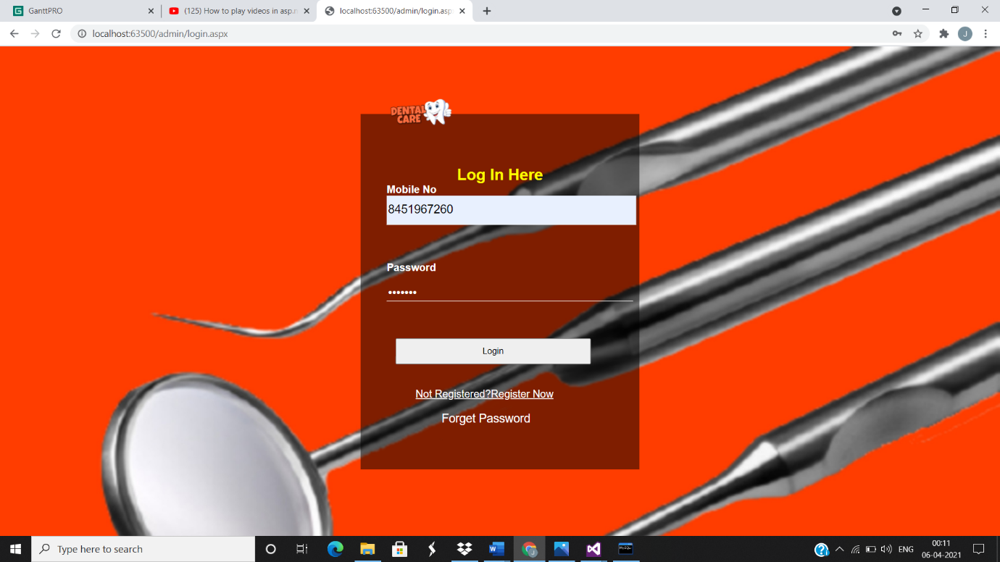 GanttPRO
(125) How to play videos in asp.n
localhost:63500/admin/login.asp
localhost:63500/admin/login.aspx
J
DENTAL
CARE
Log In Here
Mobile No
8451967260
Password
•••••••
Login
Not Registered?Register Now
Forget Password
Type here to search
ENG
00:11
06-04-2021